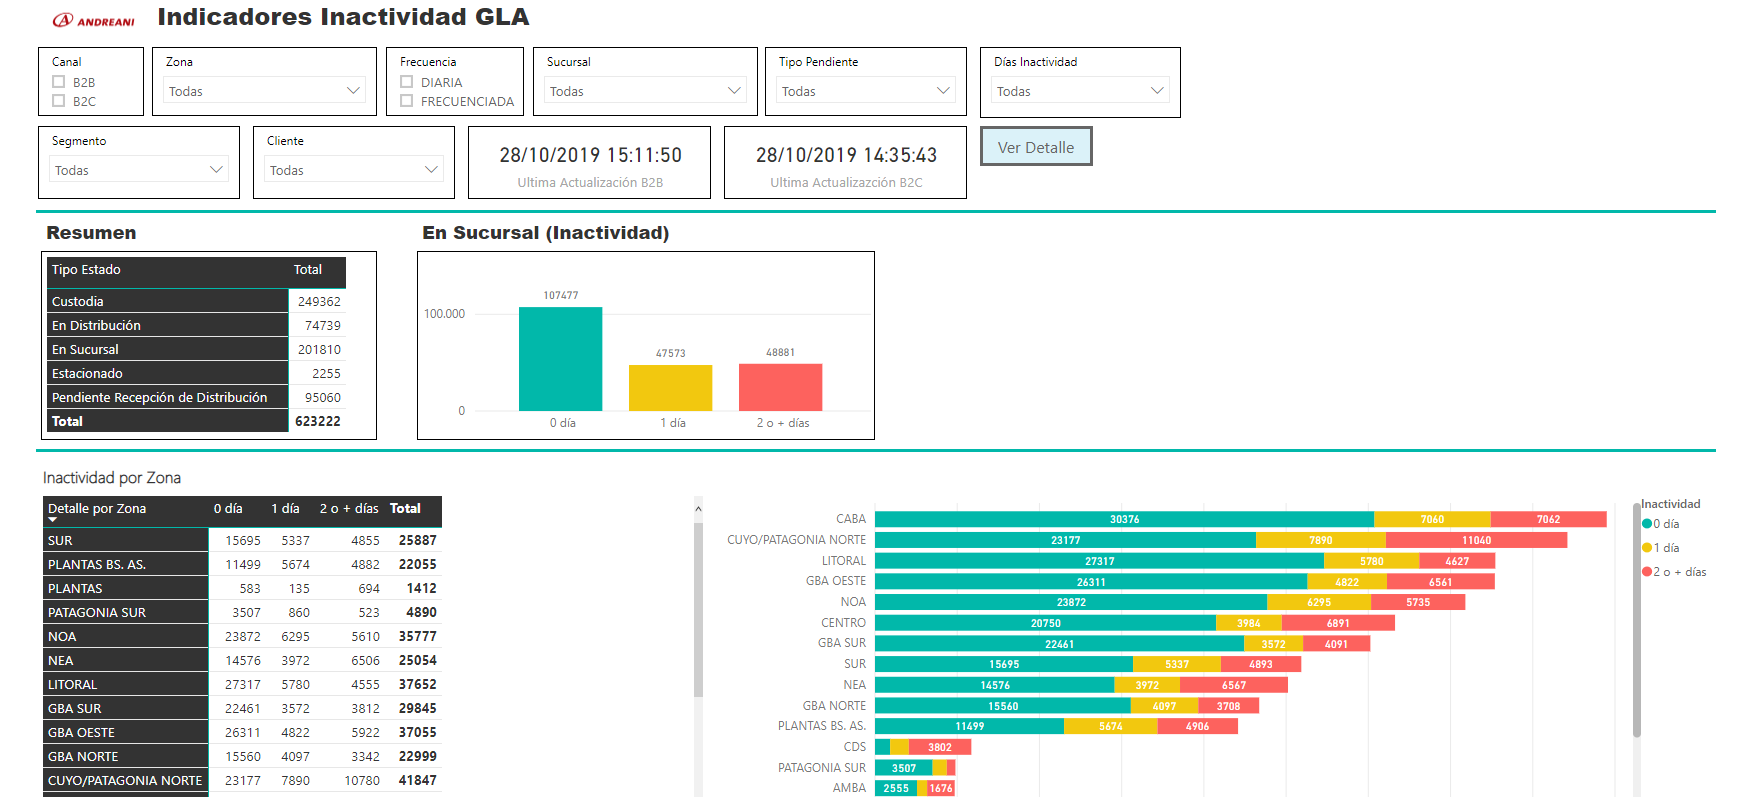 ANDREANI
Indicadores Inactividad GLA
Canal
B2B
B2C
Zona
Todas
Frecuencia
DIARIA
FRECUENCIADA
Sucursal
Todas
Tipo Pendiente
Todas
Días Inactividad
Todas
Segmento
Todas
Cliente
Todas
28/10/2019 15:11:50
Ultima Actualización B2B
28/10/2019 14:35:43
Ultima Actualizazción B2C
Ver Detalle
Resumen
Tipo Estado Total
Custodia 249362
En Distribución 74739
En Sucursal 201810
Estacionado 2255
Pendiente Recepción de Distribución 95060
Total 623222
En Sucursal (Inactividad)
107477
100.000
47573
48881
0
0 día 1 día 2 o + días
Inactividad por Zona
Detalle por Zona 0 día 1 día 2 o + días Total
SUR 15695 5337 4855 25887
PLANTAS BS. AS. 11499 5674 4882 22055
PLANTAS 583 135 694 1412
PATAGONIA SUR 3507 860 523 4890
NOA 23872 6295 5610 35777
NEA 14576 3972 6506 25054
LITORAL 27317 5780 4555 37652
GBA SUR 22461 3572 3812 29845
GBA OESTE 26311 4822 5922 37055
GBA NORTE 15560 4097 3342 22999
CUYO/PATAGONIA NORTE 23177 7890 10780 41847
CABA 30376 7060 7062
CUYO/PATAGONIA NORTE 23177 7890 11040
LITORAL 27317 5780 4627
GBA OESTE 26311 4822 6561
NOA 23872 6295 5735
CENTRO 20750 3984 6891
GBA SUR 22461 3572 4091
SUR 15695 5337 4893
NEA 14576 3972 6567
GBA NORTE 15560 4097 3708
PLANTAS BS. AS. 11499 5674 4906
CDS 3802
PATAGONIA SUR 3507
AMBA 2555 1676
Inactividad
0 día
1 día
2 o + días